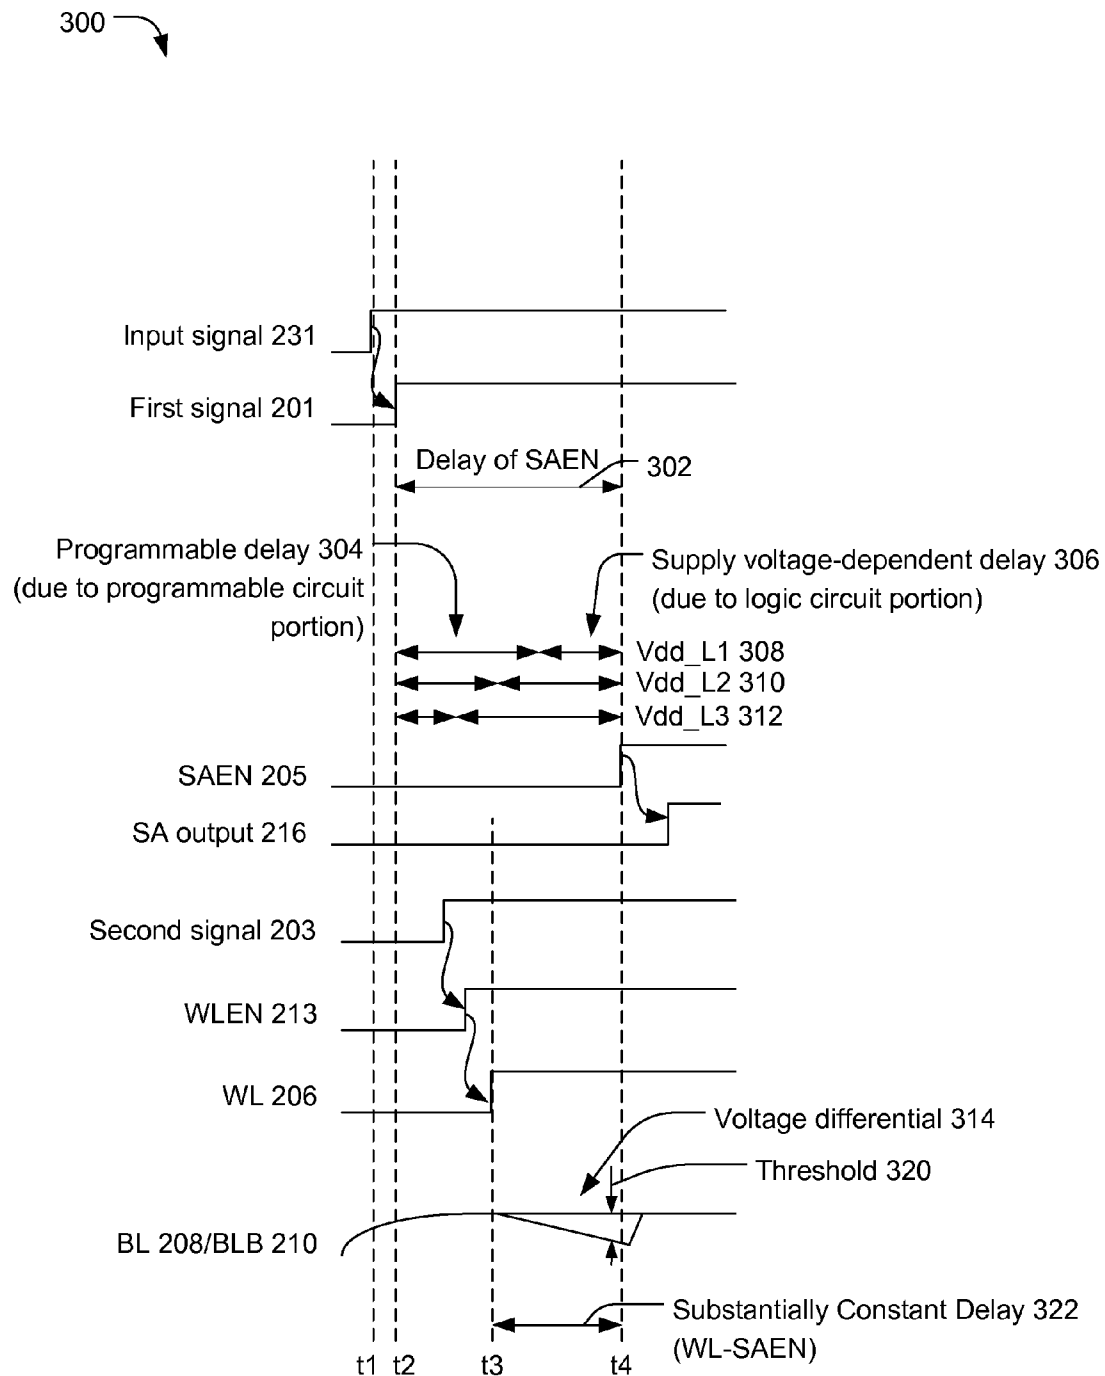 300
Input signal 231
First signal 201
Delay of SAEN
302
Programmable delay 304
(due to programmable circuit
portion)
Supply voltage-dependent delay 306
(due to logic circuit portion)
Vdd_L1 308
Vdd_L2 310
Vdd_L3 312
SAEN 205
SA output 216
Second signal 203
WLEN 213
WL 206
Voltage differential 314
Threshold 320
BL 208/BLB 210
Substantially Constant Delay 322
(WL-SAEN)
t1 t2 t3 t4